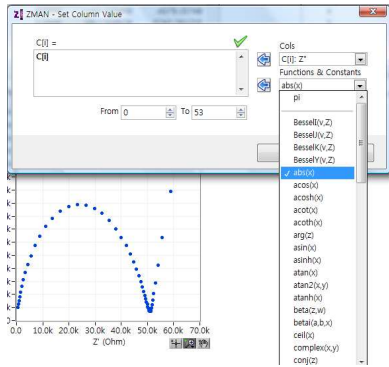 ZMAN - Set Column Value
C[i] =
C[i]
Cols
C[i]: Z"
Functions & Constants
abs(x)
From 0 To 53
pi
BesselI(v,Z)
BesselJ(v,Z)
BesselK(v,Z)
BesselY(v,Z)
abs(x)
acos(x)
acosh(x)
acot(x)
acoth(x)
arg(z)
asin(x)
asinh(x)
atan(x)
atan2(x,y)
atanh(x)
beta(z,w)
betai(a,b,x)
ceil(x)
complex(x,y)
conj(z)
0.0 10.0k 20.0k 30.0k 40.0k 50.0k 60.0k 70.0k
Z' (Ohm)